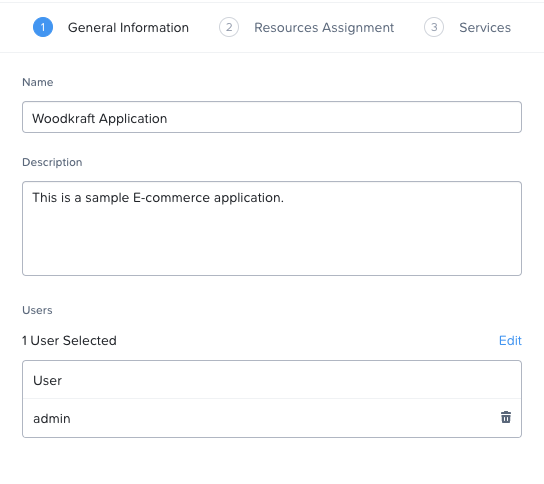 1 General Information 2 Resources Assignment 3 Services
Name
Woodkraft Application
Description
This is a sample E-commerce application.
Users
1 User Selected Edit
User
admin